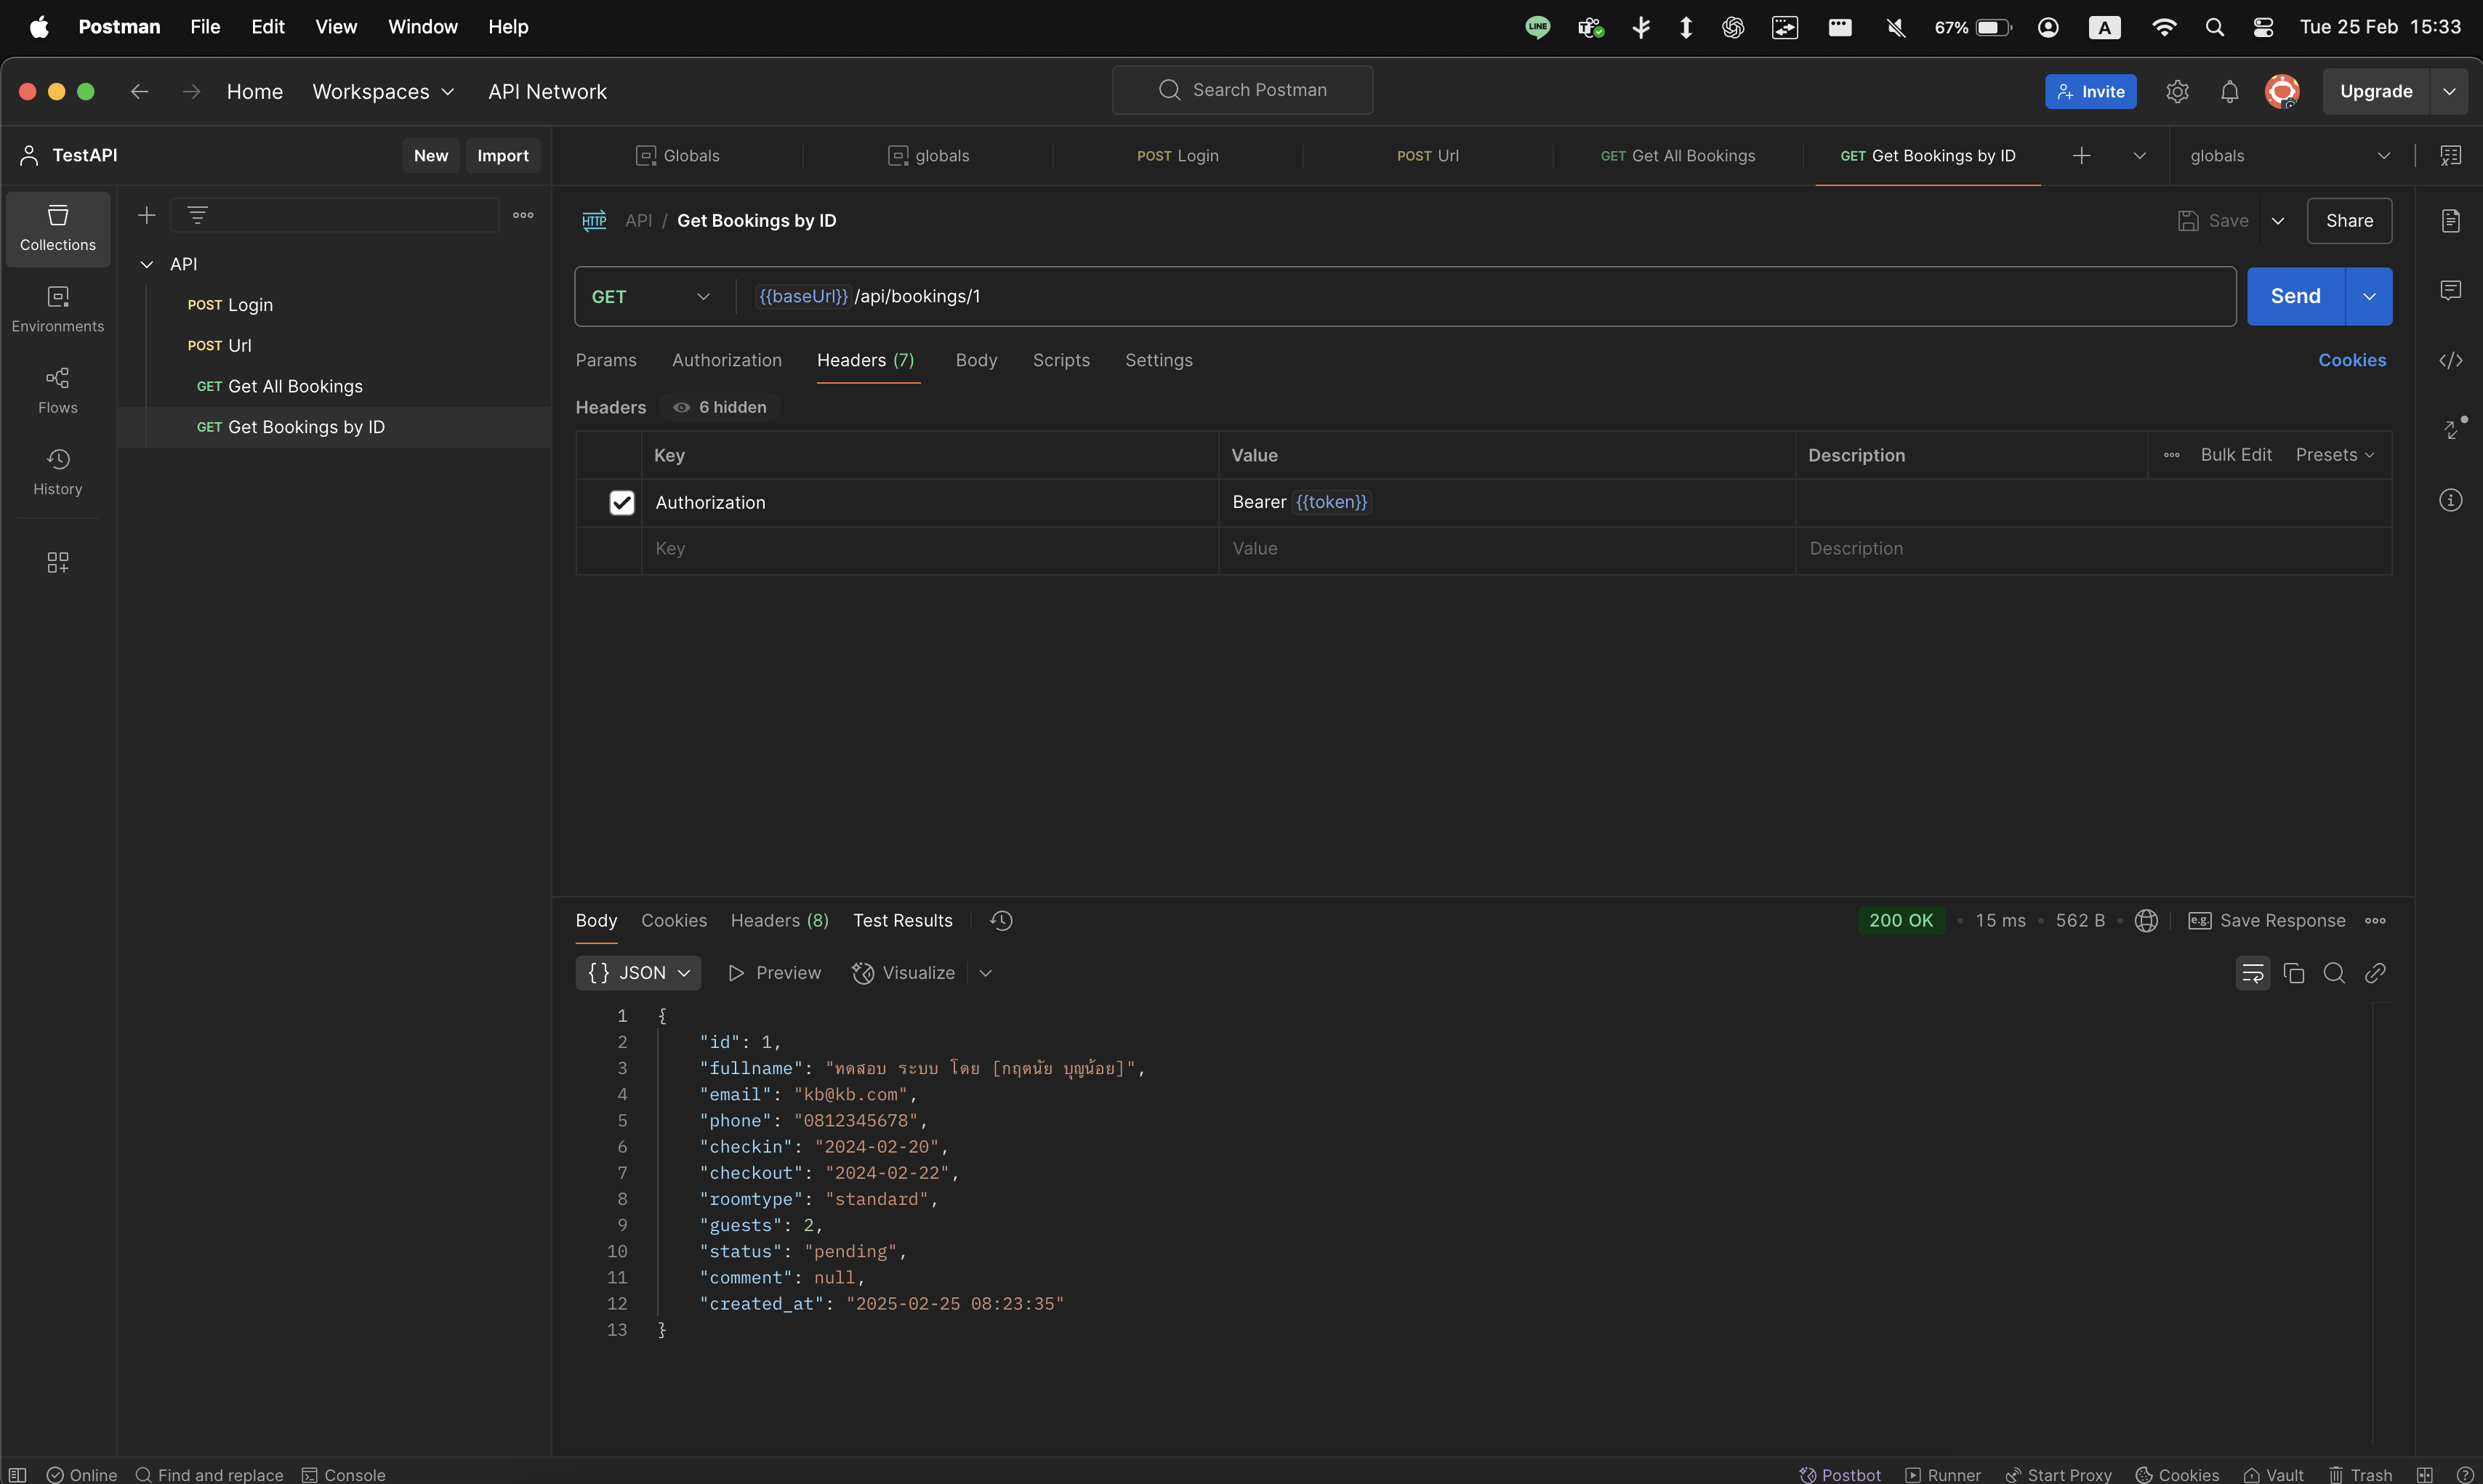 Postman File Edit View Window Help
LINE
67%
A
Tue 25 Feb 15:33
Home Workspaces API Network
Search Postman
Invite
Upgrade
TestAPI
New Import
Globals
globals
POST Login
POST Url
GET Get All Bookings
GET Get Bookings by ID
globals
Collections
Environments
Flows
History
API
POST Login
POST Url
GET Get All Bookings
GET Get Bookings by ID
HTTP API / Get Bookings by ID
Save Share
GET {{baseUrl}} /api/bookings/1
Send
Params Authorization Headers (7) Body Scripts Settings
Cookies
Headers 6 hidden
Key Value Description Bulk Edit Presets
Authorization Bearer {{token}}
Key Value Description
Body Cookies Headers (8) Test Results
200 OK • 15 ms • 562 B • e.g. Save Response
{} JSON Preview Visualize
1 {
2 "id": 1,
3 "fullname": "ทดสอบ ระบบ โดย [กฤตนัย บุญน้อย]",
4 "email": "kb@kb.com",
5 "phone": "0812345678",
6 "checkin": "2024-02-20",
7 "checkout": "2024-02-22",
8 "roomtype": "standard",
9 "guests": 2,
10 "status": "pending",
11 "comment": null,
12 "created_at": "2025-02-25 08:23:35"
13 }
Online Find and replace Console
Postbot Runner Start Proxy Cookies Vault Trash